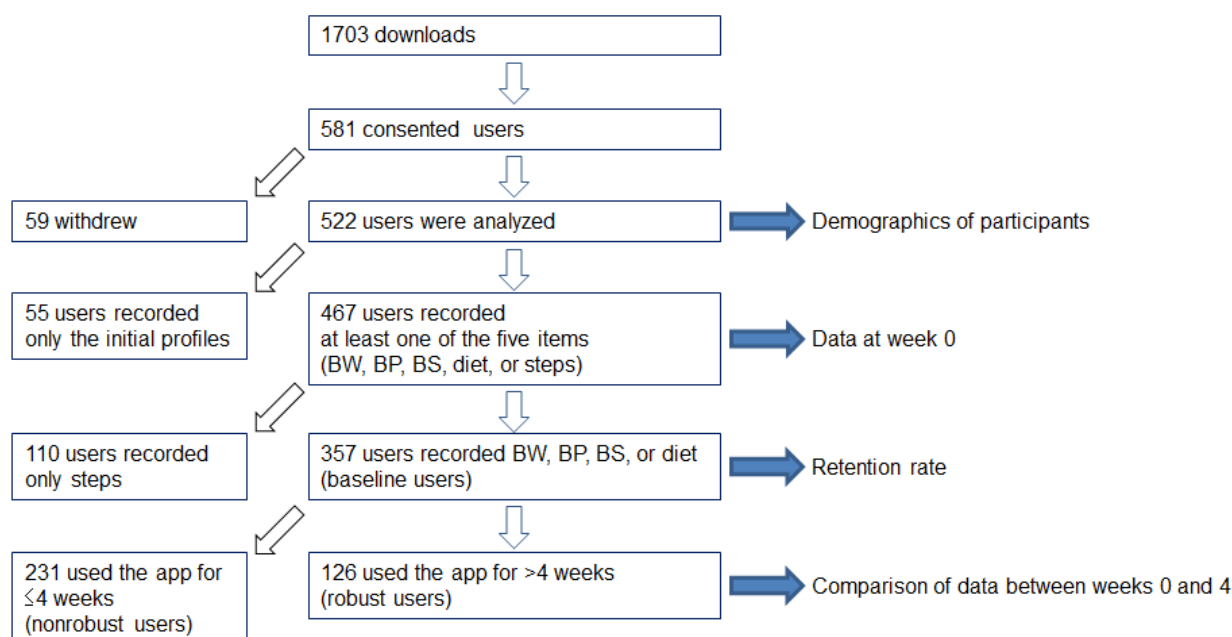 1703 downloads
581 consented users
59 withdrew
522 users were analyzed
Demographics of participants
55 users recorded
only the initial profiles
467 users recorded
at least one of the five items
(BW, BP, BS, diet, or steps)
Data at week 0
110 users recorded
only steps
357 users recorded BW, BP, BS, or diet
(baseline users)
Retention rate
231 used the app for
≤4 weeks
(nonrobust users)
126 used the app for >4 weeks
(robust users)
Comparison of data between weeks 0 and 4